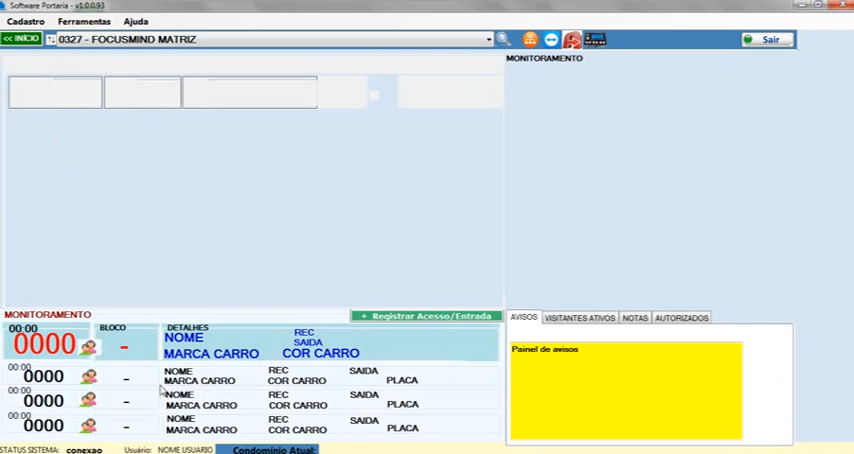 Software Portaria - v1.0.0.93
Cadastro Ferramentas Ajuda
<< INÍCIO 0327 - FOCUSMIND MATRIZ Sair
MONITORAMENTO
MONITORAMENTO + Registrar Acesso/Entrada
AVISOS VISITANTES ATIVOS NOTAS AUTORIZADOS
Painel de avisos
00:00 BLOCO DETALHES
0000 - NOME REC
SAIDA
MARCA CARRO COR CARRO
00:00
0000 - NOME REC SAIDA
MARCA CARRO COR CARRO PLACA
00:00
0000 - NOME REC SAIDA
MARCA CARRO COR CARRO PLACA
00:00
0000 - NOME REC SAIDA
MARCA CARRO COR CARRO PLACA
STATUS SISTEMA: conexao Usuário: NOME USUARIO Condomínio Atual: